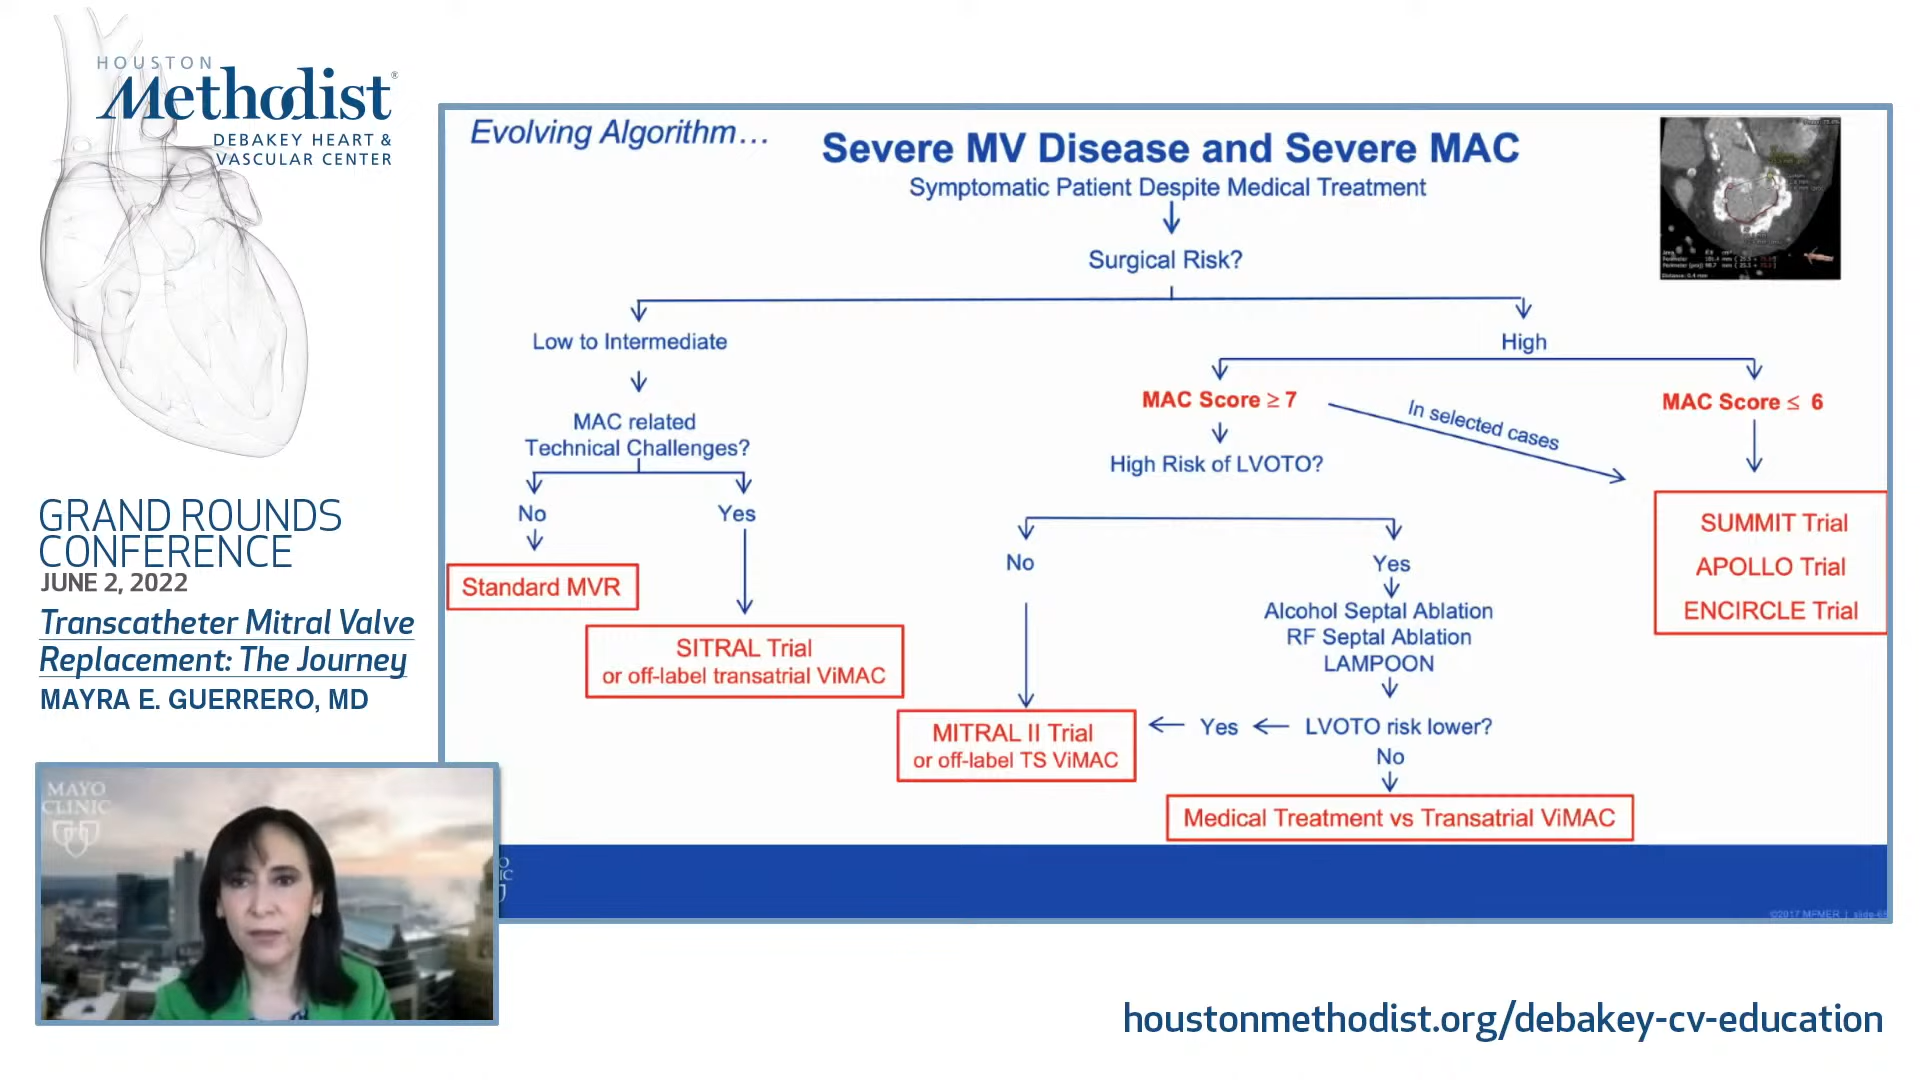 HOUSTON
Methodist®
DEBAKEY HEART &
VASCULAR CENTER
GRAND ROUNDS
CONFERENCE
JUNE 2, 2022
Transcatheter Mitral Valve
Replacement: The Journey
MAYRA E. GUERRERO, MD
MAYO
CLINIC
Evolving Algorithm...
Severe MV Disease and Severe MAC
Symptomatic Patient Despite Medical Treatment
Surgical Risk?
Low to Intermediate
High
MAC related
Technical Challenges?
No
Yes
Standard MVR
SITRAL Trial
or off-label transatrial ViMAC
MAC Score ≥ 7
In selected cases
MAC Score ≤ 6
High Risk of LVOTO?
No
Yes
Alcohol Septal Ablation
RF Septal Ablation
LAMPOON
LVOTO risk lower?
Yes
No
MITRAL II Trial
or off-label TS ViMAC
Medical Treatment vs Transatrial ViMAC
SUMMIT Trial
APOLLO Trial
ENCIRCLE Trial
©2017 MFMER | slide-6
houstonmethodist.org/debakey-cv-education